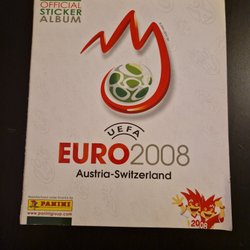 OFFICIAL
STICKER
ALBUM
UEFA
EURO2008
Austria-Switzerland
PANINI
www.paninigroup.com
2008